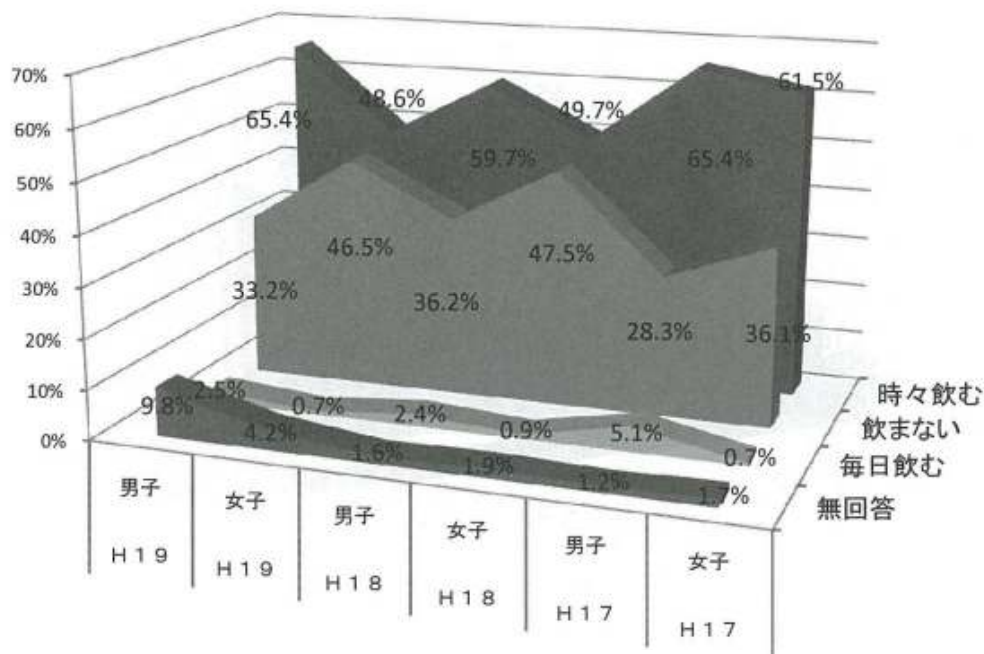 70%
60%
50%
40%
30%
20%
10%
0%
65.4%
48.6%
59.7%
49.7%
65.4%
61.5%
33.2%
46.5%
36.2%
47.5%
28.3%
36.1%
2.5%
0.7%
2.4%
0.9%
5.1%
0.7%
9.8%
4.2%
1.6%
1.9%
1.2%
1.7%
時々飲む
飲まない
毎日飲む
無回答
男子
女子
男子
女子
男子
女子
H19
H19
H18
H18
H17
H17